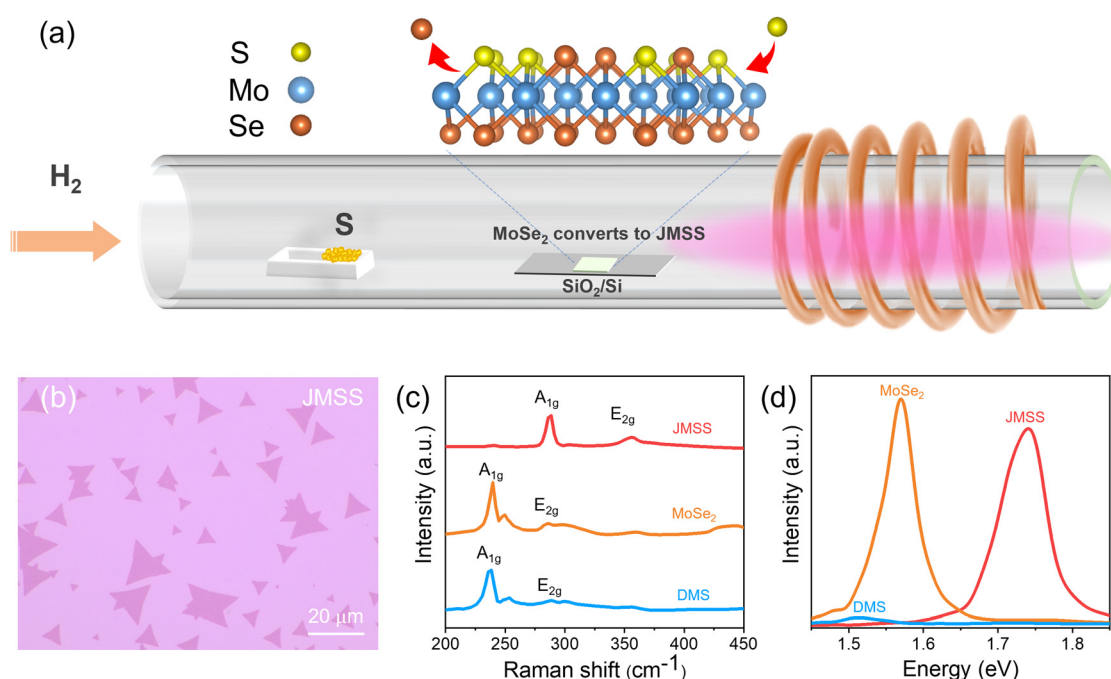 (a)
S
Mo
Se
H₂
S
MoSe₂ converts to JMSS
SiO₂/Si
(b)
JMSS
20 μm
(c)
A₁g
E₂g
JMSS
A₁g
E₂g
MoSe₂
A₁g
E₂g
DMS
Intensity (a.u.)
200 250 300 350 400 450
Raman shift (cm⁻¹)
(d)
MoSe₂
JMSS
DMS
Intensity (a.u.)
1.5 1.6 1.7 1.8
Energy (eV)